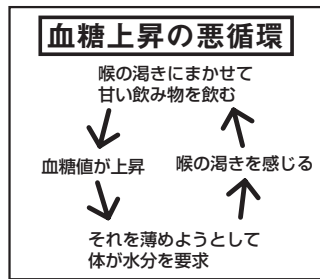 血糖上昇の悪循環
喉の渇きにまかせて
甘い飲み物を飲む
血糖値が上昇
喉の渇きを感じる
それを薄めようとして
体が水分を要求